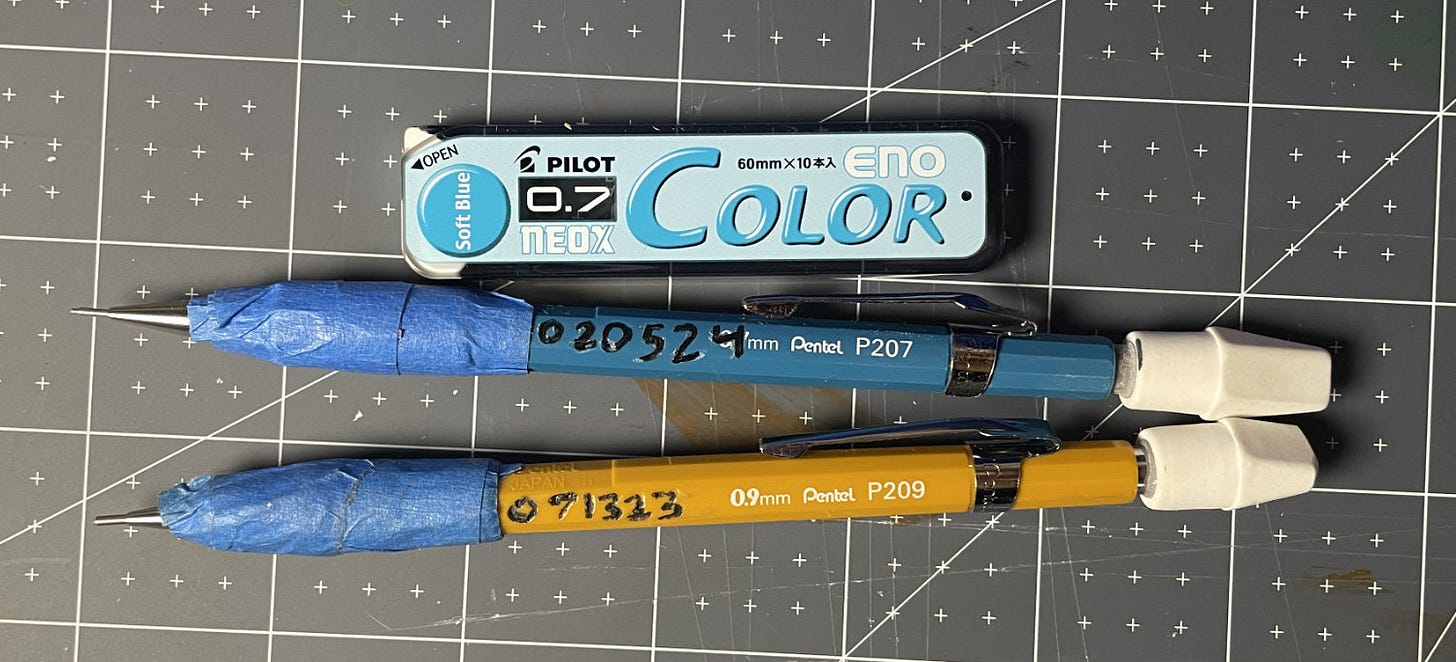 ◀OPEN
Soft Blue
PILOT
0.7
neox
COLOR
60mm×10本入
ENO
020524
mm Pentel P207
JAPAN
071323
0.9mm Pentel P209